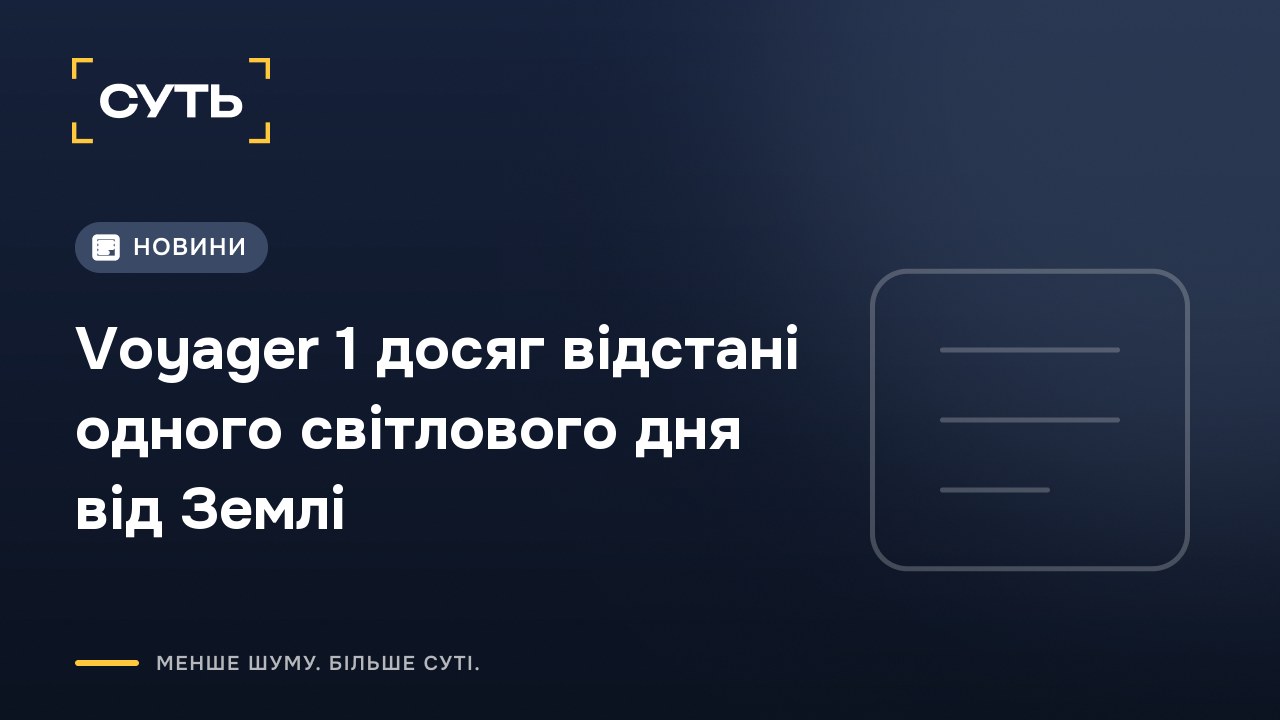 СУТЬ
НОВИНИ
Voyager 1 досяг відстані
одного світлового дня
від Землі
МЕНШЕ ШУМУ. БІЛЬШЕ СУТІ.